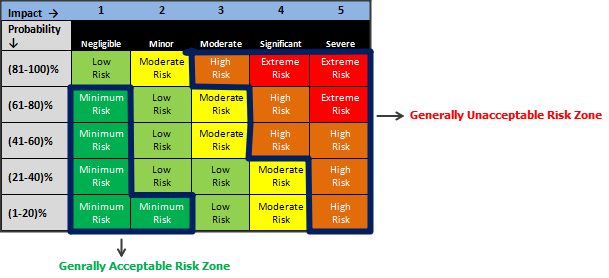 Impact → 1 2 3 4 5
Probability ↓ Negligible Minor Moderate Significant Severe
(81-100)% Low Risk Moderate Risk High Risk Extreme Risk Extreme Risk
(61-80)% Minimum Risk Low Risk Moderate Risk High Risk Extreme Risk
(41-60)% Minimum Risk Low Risk Moderate Risk High Risk High Risk
(21-40)% Minimum Risk Low Risk Low Risk Moderate Risk High Risk
(1-20)% Minimum Risk Minimum Risk Low Risk Moderate Risk High Risk
Generally Unacceptable Risk Zone
Genrally Acceptable Risk Zone